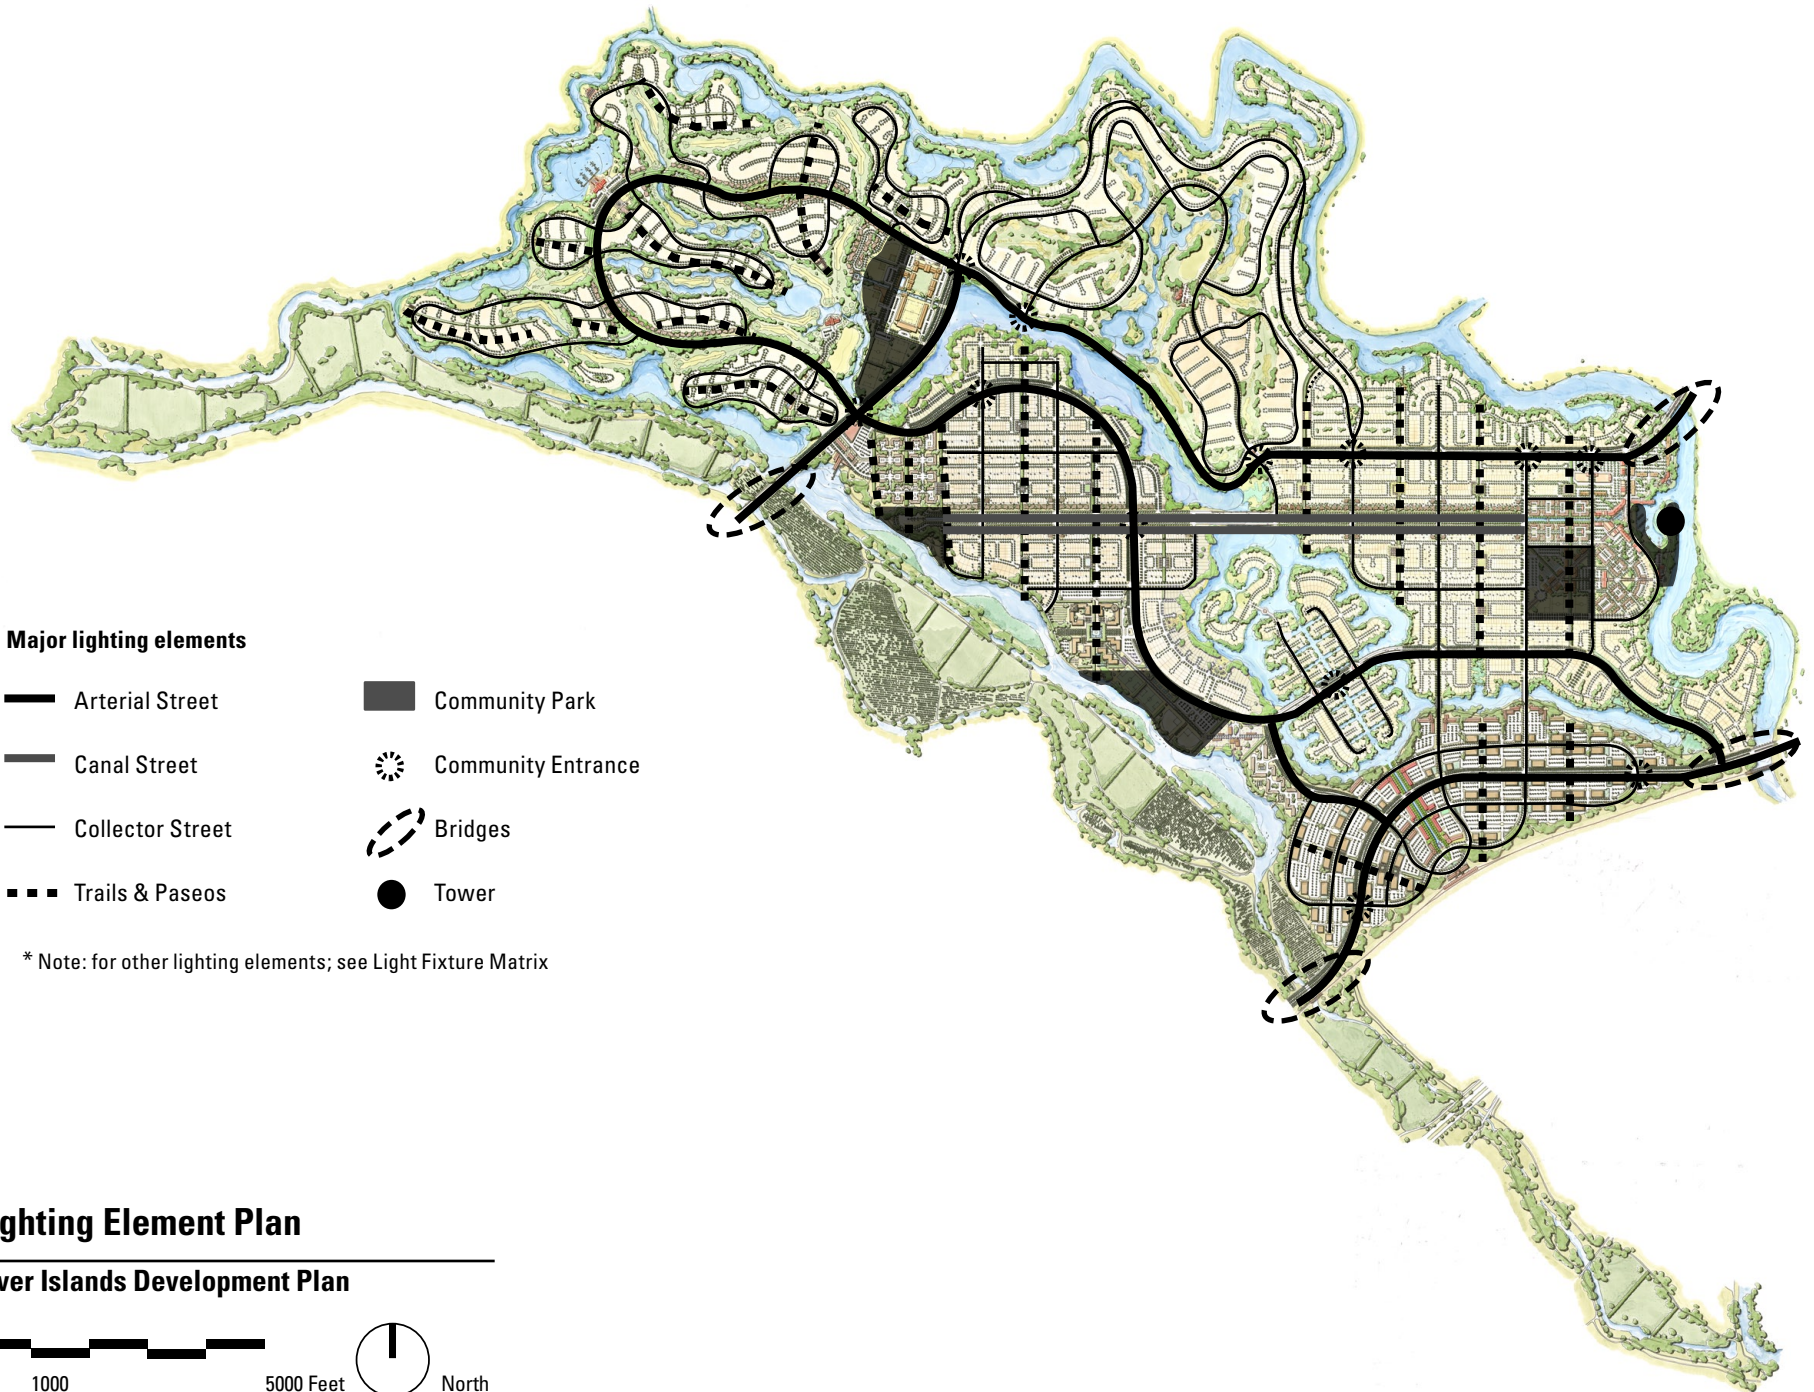 Major lighting elements
Arterial Street
Community Park
Canal Street
Community Entrance
Collector Street
Bridges
Trails & Paseos
Tower
* Note: for other lighting elements; see Light Fixture Matrix
ghting Element Plan
ver Islands Development Plan
1000 5000 Feet North